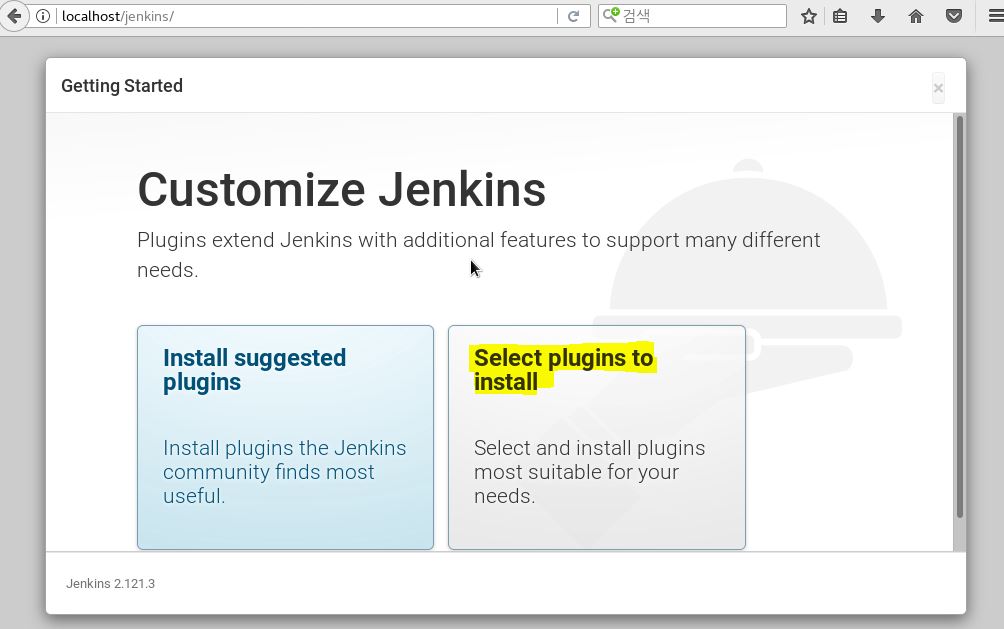 localhost/jenkins/
검색
Getting Started
×
Customize Jenkins
Plugins extend Jenkins with additional features to support many different
needs.
Install suggested
plugins
Install plugins the Jenkins
community finds most
useful.
Select plugins to
install
Select and install plugins
most suitable for your
needs.
Jenkins 2.121.3